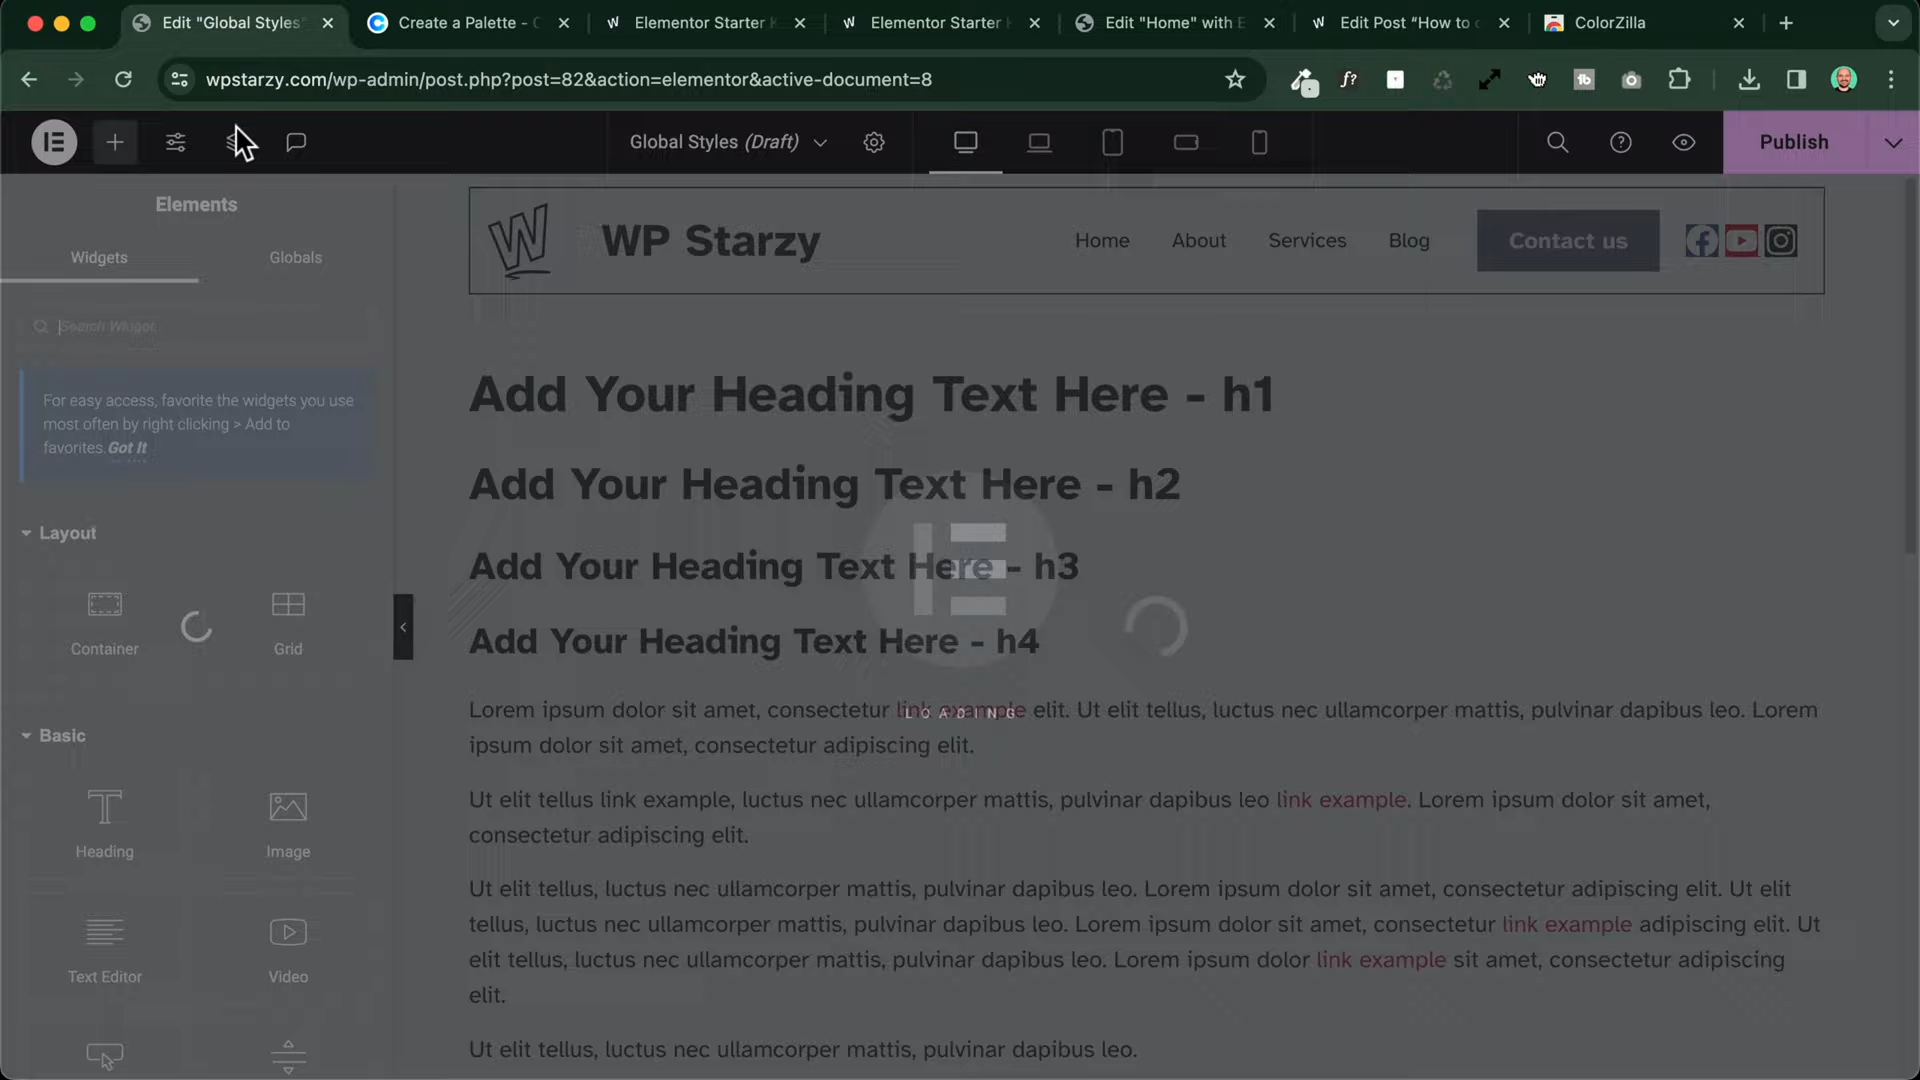 Edit "Global Styles"
Create a Palette - C
Elementor Starter K
Elementor Starter K
Edit "Home" with E
Edit Post “How to c
ColorZilla
wpstarzy.com/wp-admin/post.php?post=82&action=elementor&active-document=8
f?
tb
Global Styles (Draft)
Publish
Elements
Widgets
Globals
Search Widget
For easy access, favorite the widgets you use
most often by right clicking > Add to
favorites. Got It
Layout
Container
Grid
Basic
Heading
Image
Text Editor
Video
WP Starzy
Home
About
Services
Blog
Contact us
Add Your Heading Text Here - h1
Add Your Heading Text Here - h2
Add Your Heading Text Here - h3
Add Your Heading Text Here - h4
LOADING
Lorem ipsum dolor sit amet, consectetur link example elit. Ut elit tellus, luctus nec ullamcorper mattis, pulvinar dapibus leo. Lorem
ipsum dolor sit amet, consectetur adipiscing elit.
Ut elit tellus link example, luctus nec ullamcorper mattis, pulvinar dapibus leo link example. Lorem ipsum dolor sit amet,
consectetur adipiscing elit.
Ut elit tellus, luctus nec ullamcorper mattis, pulvinar dapibus leo. Lorem ipsum dolor sit amet, consectetur adipiscing elit. Ut elit
tellus, luctus nec ullamcorper mattis, pulvinar dapibus leo. Lorem ipsum dolor sit amet, consectetur link example adipiscing elit. Ut
elit tellus, luctus nec ullamcorper mattis, pulvinar dapibus leo. Lorem ipsum dolor link example sit amet, consectetur adipiscing
elit.
Ut elit tellus, luctus nec ullamcorper mattis, pulvinar dapibus leo.